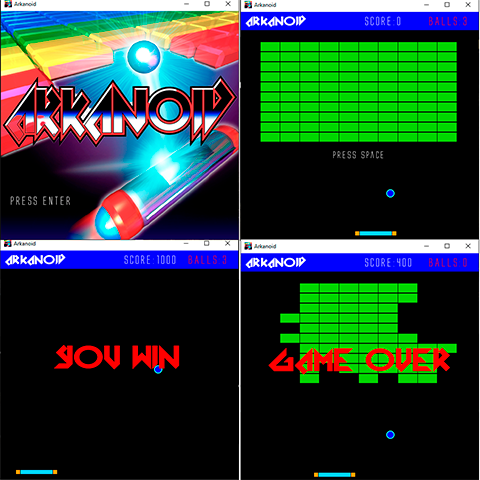 Arkanoid
ARKANOID
PRESS ENTER
Arkanoid
ARKANOID SCORE:0 BALLS:3
PRESS SPACE
Arkanoid
ARKANOID SCORE:1000 BALLS:3
YOU WIN
Arkanoid
ARKANOID SCORE:400 BALLS:0
GAME OVER